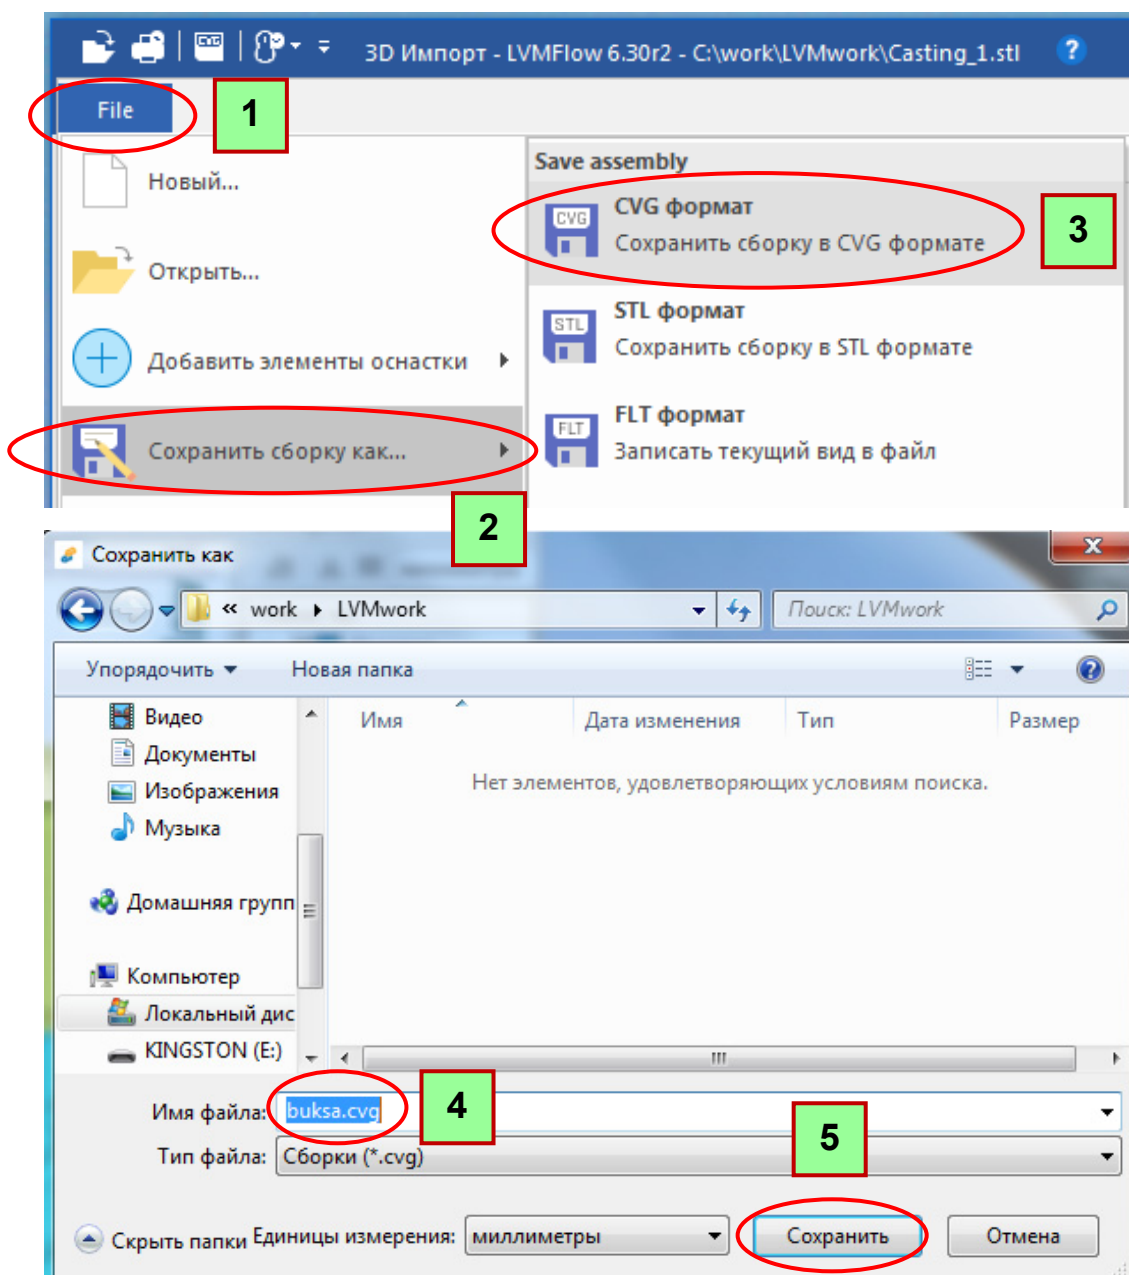 3D Импорт - LVMFlow 6.30r2 - C:\work\LVMwork\Casting_1.stl ?
CVG
File
1
Новый...
Открыть...
Добавить элементы оснастки
Сохранить сборку как...
2
Save assembly
CVG
CVG формат
Сохранить сборку в CVG формате
3
STL
STL формат
Сохранить сборку в STL формате
FLT
FLT формат
Записать текущий вид в файл
Сохранить как
x
« work LVMwork
Поиск: LVMwork
Упорядочить
Новая папка
?
Видео
Документы
Изображения
Музыка
Домашняя групп
Компьютер
Локальный дис
KINGSTON (E:)
Имя Дата изменения Тип Размер
Нет элементов, удовлетворяющих условиям поиска.
Имя файла: buksa.cvg
4
Тип файла: Сборки (*.cvg)
5
Скрыть папки Единицы измерения: миллиметры Сохранить Отмена